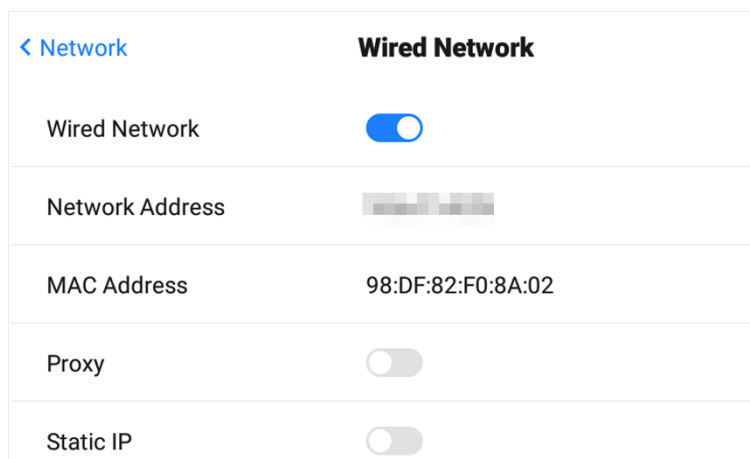 Network
Wired Network
Wired Network
Network Address
MAC Address
98:DF:82:F0:8A:02
Proxy
Static IP